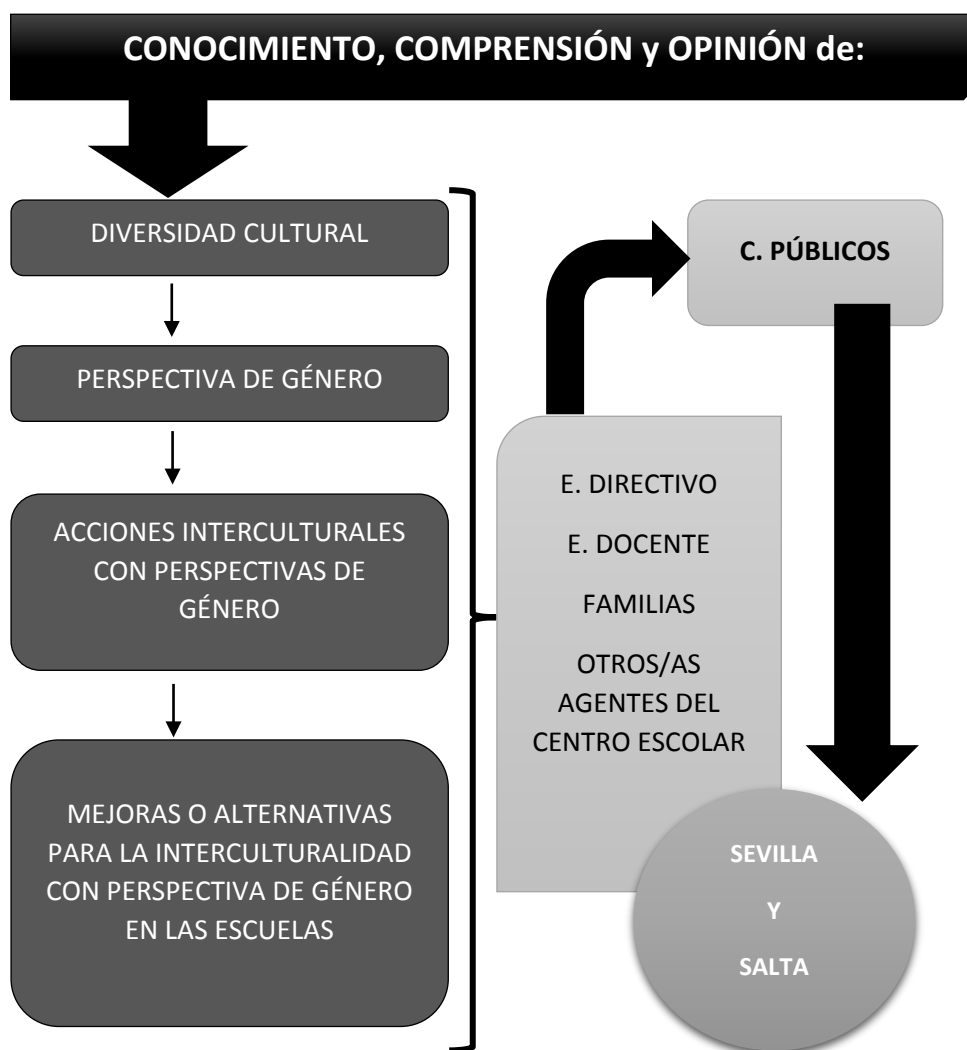 CONOCIMIENTO, COMPRENSIÓN y OPINIÓN de:
DIVERSIDAD CULTURAL
PERSPECTIVA DE GÉNERO
ACCIONES INTERCULTURALES
CON PERSPECTIVAS DE
GÉNERO
MEJORAS O ALTERNATIVAS
PARA LA INTERCULTURALIDAD
CON PERSPECTIVA DE GÉNERO
EN LAS ESCUELAS
E. DIRECTIVO
E. DOCENTE
FAMILIAS
OTROS/AS
AGENTES DEL
CENTRO ESCOLAR
C. PÚBLICOS
SEVILLA
Y
SALTA